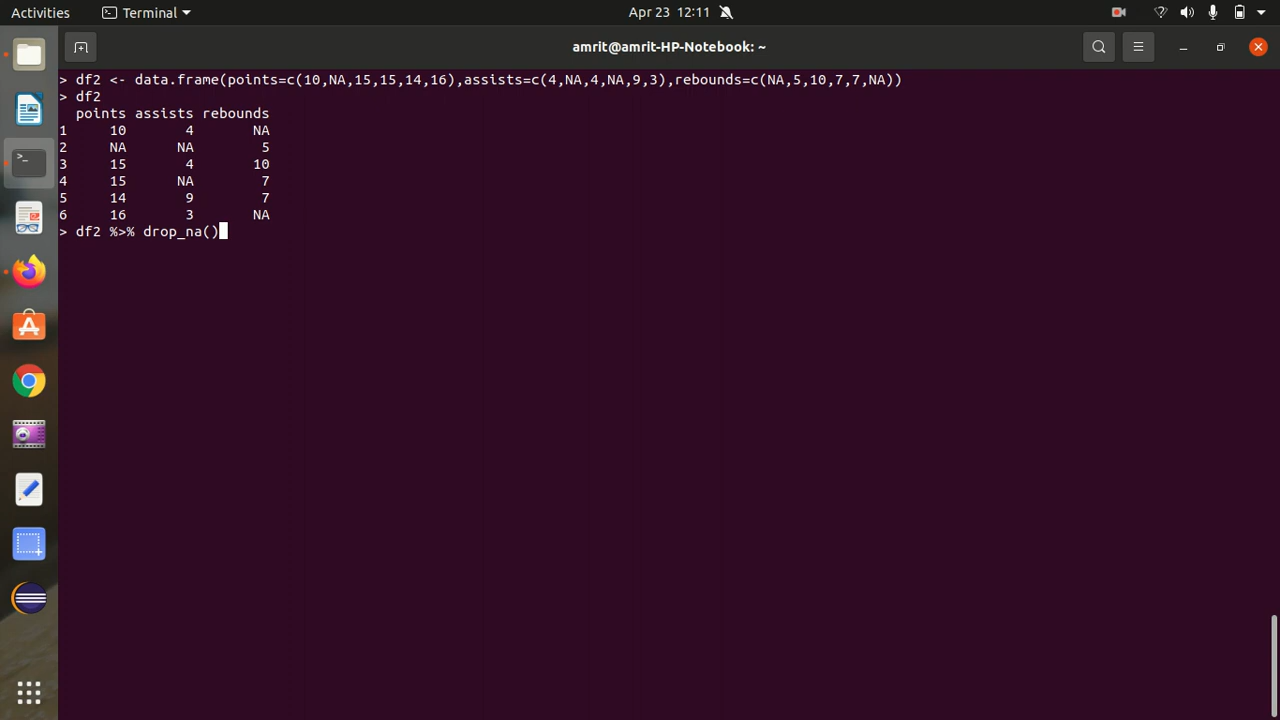 Activities Terminal Apr 23 12:11
amrit@amrit-HP-Notebook: ~
> df2 <- data.frame(points=c(10,NA,15,15,14,16),assists=c(4,NA,4,NA,9,3),rebounds=c(NA,5,10,7,7,NA))
> df2
points assists rebounds
1 10 4 NA
2 NA NA 5
3 15 4 10
4 15 NA 7
5 14 9 7
6 16 3 NA
> df2 %>% drop_na()